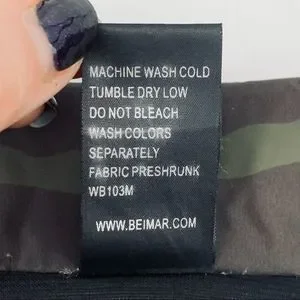 MACHINE WASH COLD
TUMBLE DRY LOW
DO NOT BLEACH
WASH COLORS
SEPARATELY
FABRIC PRESHRUNK
WB103M
WWW.BEIMAR.COM